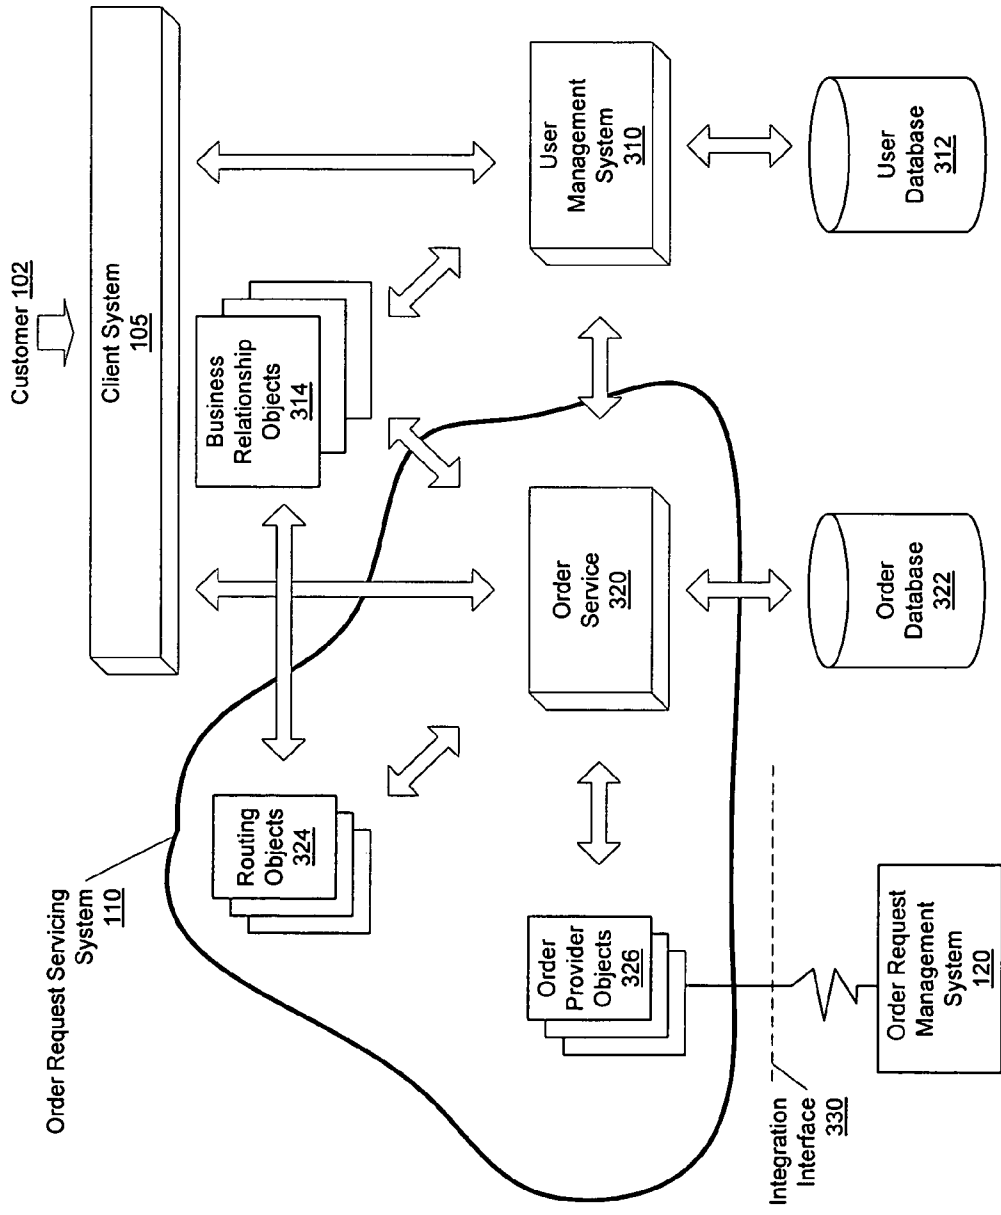 Customer 102
Client System
105
Order Request Servicing
System
110
Routing
Objects
324
Business
Relationship
Objects
314
Order
Provider
Objects
326
Order
Service
320
User
Management
System
310
Integration
Interface
330
Order Request
Management
System
120
Order
Database
322
User
Database
312